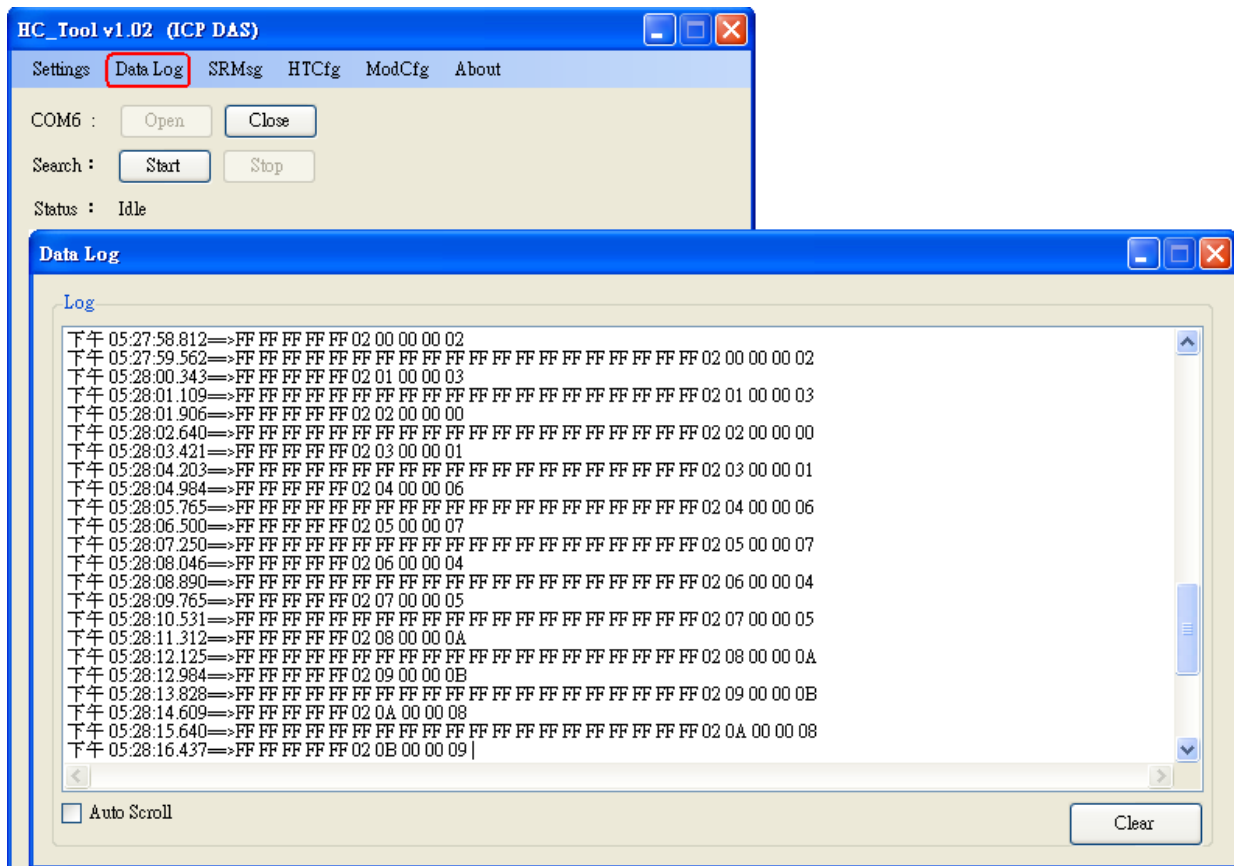 HC_Tool v1.02 (ICP DAS)
Settings Data Log SRMsg HTCfg ModCfg About
COM6 : Open Close
Search : Start Stop
Status : Idle
Data Log
Log
下午 05:27:58.812==>FF FF FF FF FF 02 00 00 00 02
下午 05:27:59.562==>FF FF FF FF FF FF FF FF FF FF FF FF FF FF FF FF FF FF FF FF 02 00 00 00 02
下午 05:28:00.343==>FF FF FF FF FF 02 01 00 00 03
下午 05:28:01.109==>FF FF FF FF FF FF FF FF FF FF FF FF FF FF FF FF FF FF FF FF 02 01 00 00 03
下午 05:28:01.906==>FF FF FF FF FF 02 02 00 00 00
下午 05:28:02.640==>FF FF FF FF FF FF FF FF FF FF FF FF FF FF FF FF FF FF FF FF 02 02 00 00 00
下午 05:28:03.421==>FF FF FF FF FF 02 03 00 00 01
下午 05:28:04.203==>FF FF FF FF FF FF FF FF FF FF FF FF FF FF FF FF FF FF FF FF 02 03 00 00 01
下午 05:28:04.984==>FF FF FF FF FF 02 04 00 00 06
下午 05:28:05.765==>FF FF FF FF FF FF FF FF FF FF FF FF FF FF FF FF FF FF FF FF 02 04 00 00 06
下午 05:28:06.500==>FF FF FF FF FF 02 05 00 00 07
下午 05:28:07.250==>FF FF FF FF FF FF FF FF FF FF FF FF FF FF FF FF FF FF FF FF 02 05 00 00 07
下午 05:28:08.046==>FF FF FF FF FF 02 06 00 00 04
下午 05:28:08.890==>FF FF FF FF FF FF FF FF FF FF FF FF FF FF FF FF FF FF FF FF 02 06 00 00 04
下午 05:28:09.765==>FF FF FF FF FF 02 07 00 00 05
下午 05:28:10.531==>FF FF FF FF FF FF FF FF FF FF FF FF FF FF FF FF FF FF FF FF 02 07 00 00 05
下午 05:28:11.312==>FF FF FF FF FF 02 08 00 00 0A
下午 05:28:12.125==>FF FF FF FF FF FF FF FF FF FF FF FF FF FF FF FF FF FF FF FF 02 08 00 00 0A
下午 05:28:12.984==>FF FF FF FF FF 02 09 00 00 0B
下午 05:28:13.828==>FF FF FF FF FF FF FF FF FF FF FF FF FF FF FF FF FF FF FF FF 02 09 00 00 0B
下午 05:28:14.609==>FF FF FF FF FF 02 0A 00 00 08
下午 05:28:15.640==>FF FF FF FF FF FF FF FF FF FF FF FF FF FF FF FF FF FF FF FF 02 0A 00 00 08
下午 05:28:16.437==>FF FF FF FF FF 02 0B 00 00 09
Auto Scroll
Clear